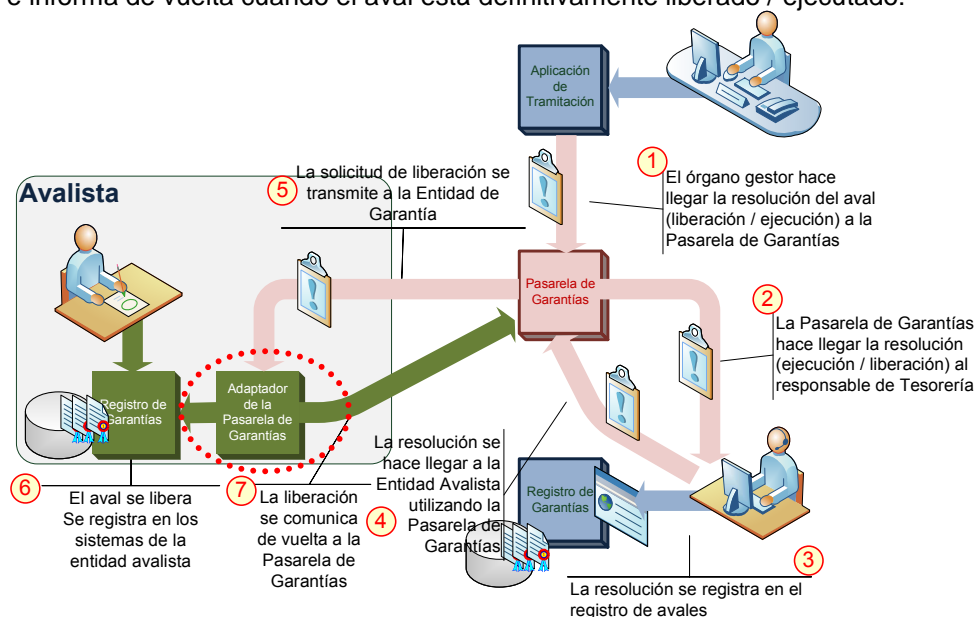 e informa de vuelta cuando el aval está definitivamente liberado / ejecutado.
Aplicación
de
Tramitación
1
El órgano gestor hace
llegar la resolución del aval
(liberación / ejecución) a la
Pasarela de Garantías
5
La solicitud de liberación se
transmite a la Entidad de
Garantía
Avalista
Pasarela de
Garantías
2
La Pasarela de Garantías
hace llegar la resolución
(ejecución / liberación) al
responsable de Tesorería
Registro de
Garantías
Adaptador
de la
Pasarela de
Garantías
6
El aval se libera
Se registra en los
sistemas de la
entidad avalista
7
La liberación
se comunica
de vuelta a la
Pasarela de
Garantías
4
La resolución se
hace llegar a la
Entidad Avalista
utilizando la
Pasarela de
Garantías
Registro de
Garantías
3
La resolución se registra en el
registro de avales